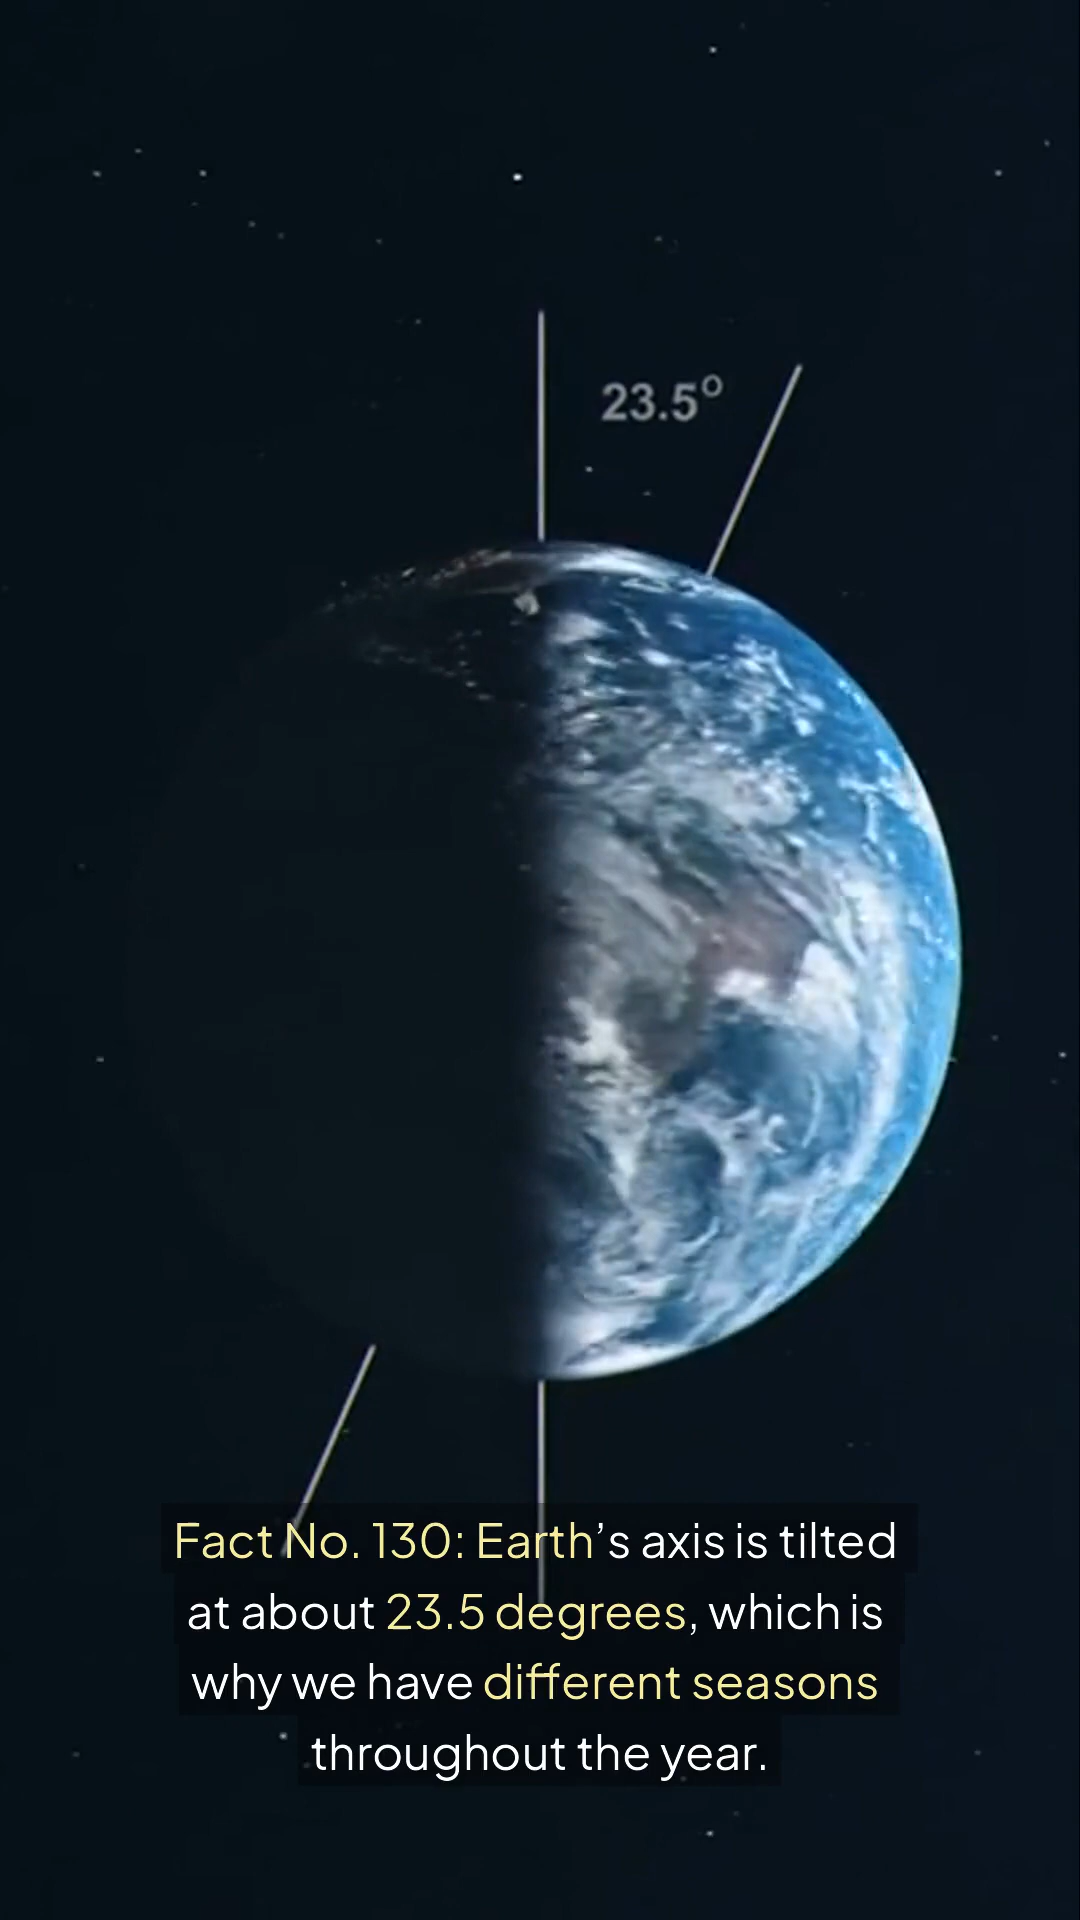 23.5°
Fact No. 130: Earth’s axis is tilted
at about 23.5 degrees, which is
why we have different seasons
throughout the year.